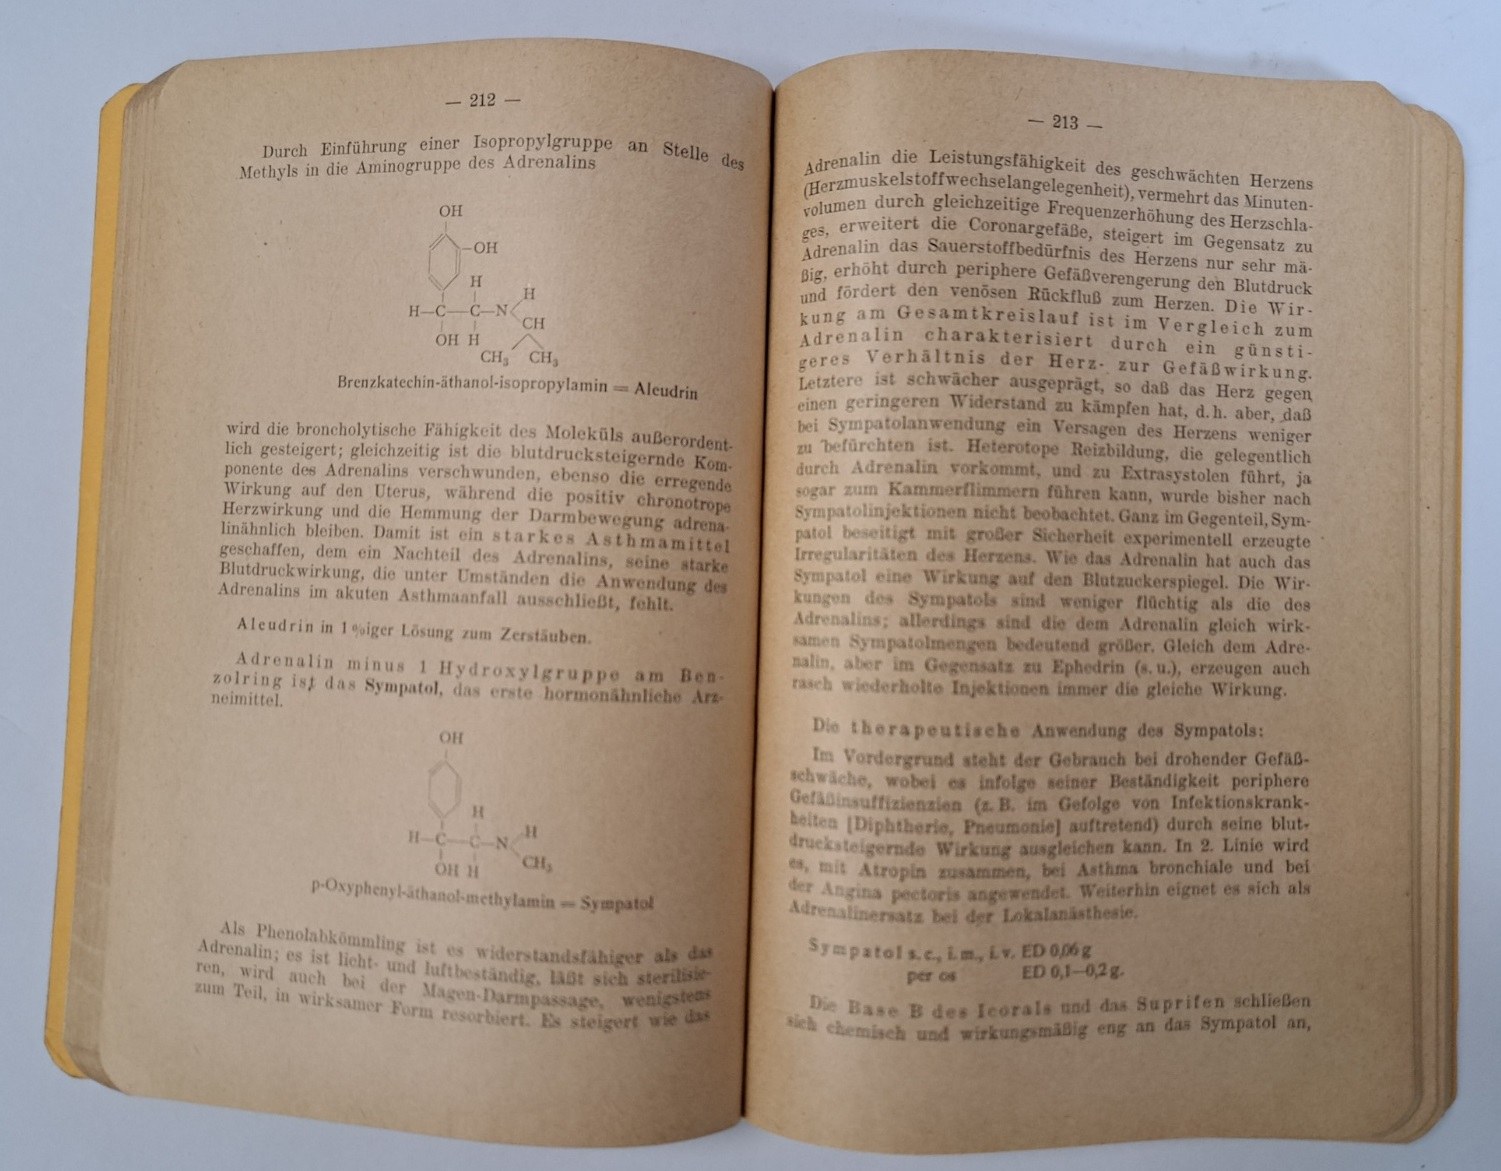 — 212 —
Durch Einführung einer Isopropylgruppe an Stelle des
Methyls in die Aminogruppe des Adrenalins
OH
—OH
H
H
H—C—C—N
CH
OH H
CH₃ CH₃
Brenzkatechin-äthanol-isopropylamin = Aleudrin
wird die broncholytische Fähigkeit des Moleküls außerordent-
lich gesteigert; gleichzeitig ist die blutdrucksteigernde Kom-
ponente des Adrenalins verschwunden, ebenso die erregende
Wirkung auf den Uterus, während die positiv chronotrope
Herzwirkung und die Hemmung der Darmbewegung adrena-
linähnlich bleiben. Damit ist ein starkes Asthmamittel
geschaffen, dem ein Nachteil des Adrenalins, seine starke
Blutdruckwirkung, die unter Umständen die Anwendung des
Adrenalins im akuten Asthmaanfall ausschließt, fehlt.
Aleudrin in 1%iger Lösung zum Zerstäuben.
Adrenalin minus 1 Hydroxylgruppe am Ben-
zolring ist das Sympatol, das erste hormonähnliche Arz-
neimittel.
OH
H
H
H—C—C—N
CH₃
OH H
p-Oxyphenyl-äthanol-methylamin = Sympatol
Als Phenolabkömmling ist es widerstandsfähiger als das
Adrenalin; es ist licht- und luftbeständig, läßt sich sterilisie-
ren, wird auch bei der Magen-Darmpassage, wenigstens
zum Teil, in wirksamer Form resorbiert. Es steigert wie das
— 213 —
Adrenalin die Leistungsfähigkeit des geschwächten Herzens
(Herzmuskelstoffwechselangelegenheit), vermehrt das Minuten-
volumen durch gleichzeitige Frequenzerhöhung des Herzschla-
ges, erweitert die Coronargefäße, steigert im Gegensatz zu
Adrenalin das Sauerstoffbedürfnis des Herzens nur sehr mä-
ßig, erhöht durch periphere Gefäßverengerung den Blutdruck
und fördert den venösen Rückfluß zum Herzen. Die Wir-
kung am Gesamtkreislauf ist im Vergleich zum
Adrenalin charakterisiert durch ein günsti-
geres Verhältnis der Herz- zur Gefäßwirkung.
Letztere ist schwächer ausgeprägt, so daß das Herz gegen
einen geringeren Widerstand zu kämpfen hat, d. h. aber, daß
bei Sympatolanwendung ein Versagen des Herzens weniger
zu befürchten ist. Heterotope Reizbildung, die gelegentlich
durch Adrenalin vorkommt, und zu Extrasystolen führt, ja
sogar zum Kammerflimmern führen kann, wurde bisher nach
Sympatolinjektionen nicht beobachtet. Ganz im Gegenteil, Sym-
patol beseitigt mit großer Sicherheit experimentell erzeugte
Irregularitäten des Herzens. Wie das Adrenalin hat auch das
Sympatol eine Wirkung auf den Blutzuckerspiegel. Die Wir-
kungen des Sympatols sind weniger flüchtig als die des
Adrenalins; allerdings sind die dem Adrenalin gleich wirk-
samen Sympatolmengen bedeutend größer. Gleich dem Adre-
nalin, aber im Gegensatz zu Ephedrin (s. u.), erzeugen auch
rasch wiederholte Injektionen immer die gleiche Wirkung.
Die therapeutische Anwendung des Sympatols:
Im Vordergrund steht der Gebrauch bei drohender Gefäß-
schwäche, wobei es infolge seiner Beständigkeit periphere
Gefäßinsuffizienzien (z. B. im Gefolge von Infektionskrank-
heiten [Diphtherie, Pneumonie] auftretend) durch seine blut-
drucksteigernde Wirkung ausgleichen kann. In 2. Linie wird
es, mit Atropin zusammen, bei Asthma bronchiale und bei
der Angina pectoris angewendet. Weiterhin eignet es sich als
Adrenalinersatz bei der Lokalanästhesie.
Sympatol s. c., i. m., i. v. ED 0,06 g
per os ED 0,1—0,2 g.
Die Base B des Icorals und das Suprifen schließen
sich chemisch und wirkungsmäßig eng an das Sympatol an,